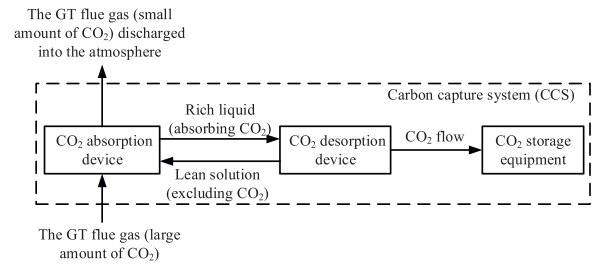 The GT flue gas (small
amount of CO₂) discharged
into the atmosphere
Carbon capture system (CCS)
Rich liquid
(absorbing CO₂)
CO₂ absorption
device
CO₂ desorption
device
CO₂ flow
CO₂ storage
equipment
Lean solution
(excluding CO₂)
The GT flue gas (large
amount of CO₂)